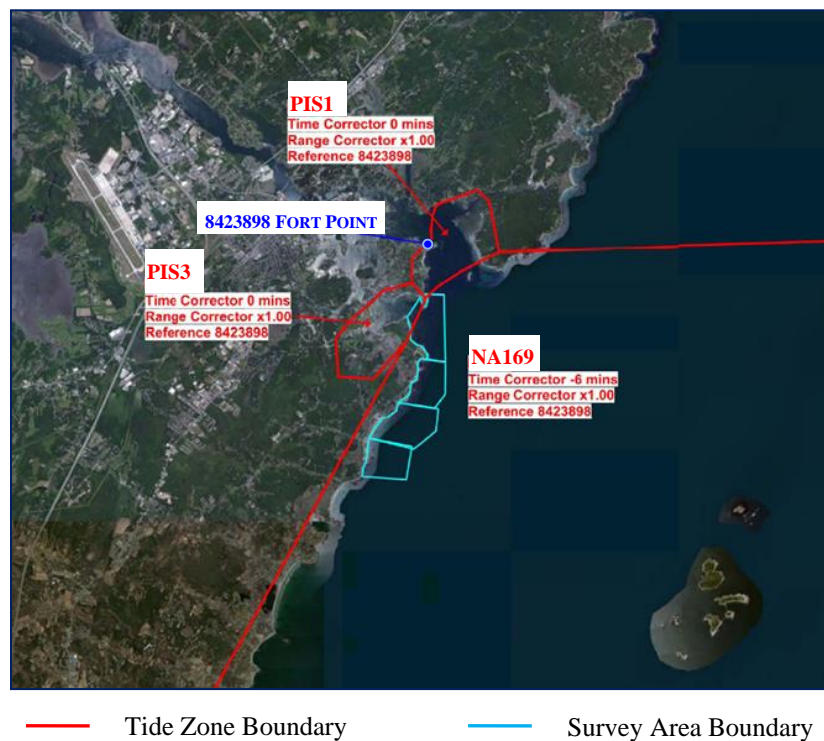 PIS1
Time Corrector 0 mins
Range Corrector x1.00
Reference 8423898
8423898 FORT POINT
PIS3
Time Corrector 0 mins
Range Corrector x1.00
Reference 8423898
NA169
Time Corrector -6 mins
Range Corrector x1.00
Reference 8423898
Tide Zone Boundary
Survey Area Boundary